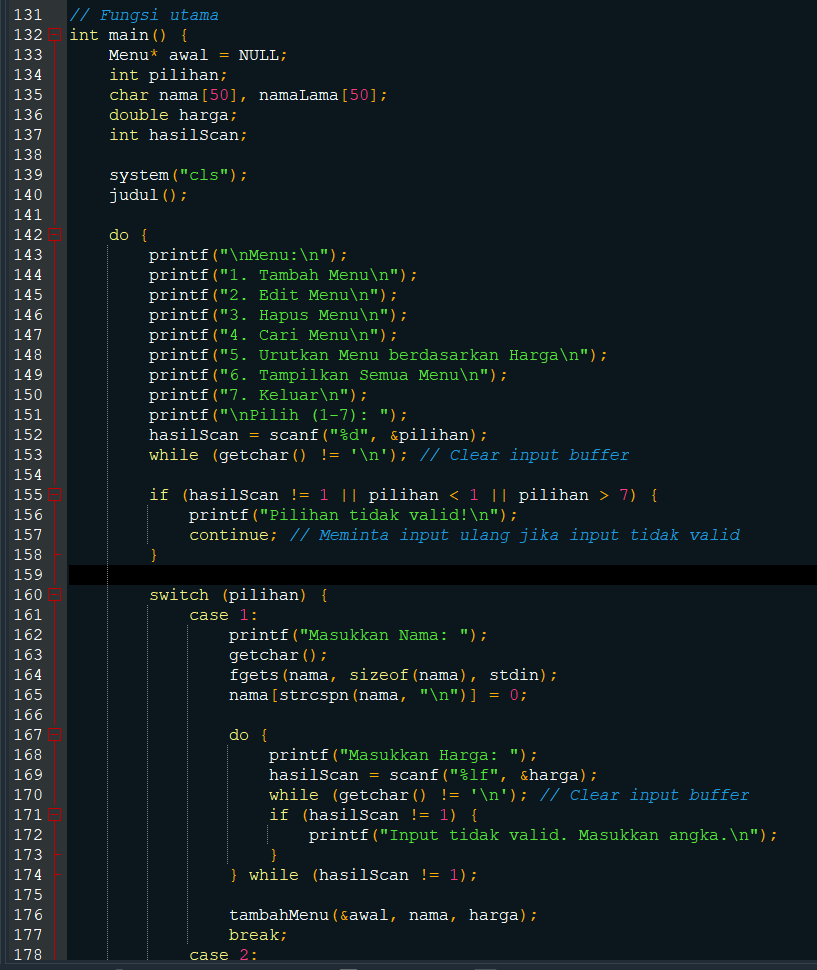 131 // Fungsi utama
132 int main() {
133     Menu* awal = NULL;
134     int pilihan;
135     char nama[50], namaLama[50];
136     double harga;
137     int hasilScan;
138
139     system("cls");
140     judul();
141
142     do {
143         printf("\nMenu:\n");
144         printf("1. Tambah Menu\n");
145         printf("2. Edit Menu\n");
146         printf("3. Hapus Menu\n");
147         printf("4. Cari Menu\n");
148         printf("5. Urutkan Menu berdasarkan Harga\n");
149         printf("6. Tampilkan Semua Menu\n");
150         printf("7. Keluar\n");
151         printf("\nPilih (1-7): ");
152         hasilScan = scanf("%d", &pilihan);
153         while (getchar() != '\n'); // Clear input buffer
154
155         if (hasilScan != 1 || pilihan < 1 || pilihan > 7) {
156             printf("Pilihan tidak valid!\n");
157             continue; // Meminta input ulang jika input tidak valid
158         }
159
160         switch (pilihan) {
161             case 1:
162                 printf("Masukkan Nama: ");
163                 getchar();
164                 fgets(nama, sizeof(nama), stdin);
165                 nama[strcspn(nama, "\n")] = 0;
166
167                 do {
168                     printf("Masukkan Harga: ");
169                     hasilScan = scanf("%lf", &harga);
170                     while (getchar() != '\n'); // Clear input buffer
171                     if (hasilScan != 1) {
172                         printf("Input tidak valid. Masukkan angka.\n");
173                     }
174                 } while (hasilScan != 1);
175
176                 tambahMenu(&awal, nama, harga);
177                 break;
178             case 2: